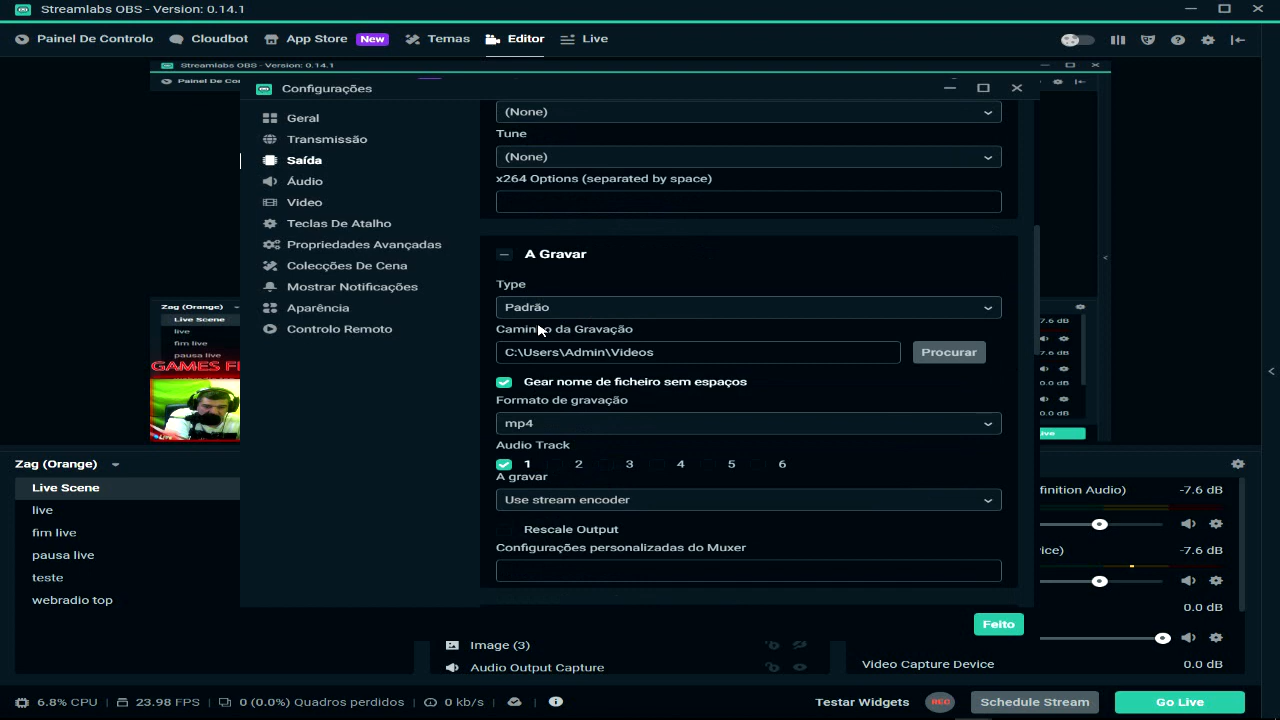 Streamlabs OBS - Version: 0.14.1
Painel De Controlo Cloudbot App Store New Temas Editor Live
Streamlabs OBS - Version: 0.14.1
Painel De Co
Configurações
Geral
Transmissão
Saída
Áudio
Video
Teclas De Atalho
Propriedades Avançadas
Colecções De Cena
Mostrar Notificações
Aparência
Controlo Remoto
(None)
Tune
(None)
x264 Options (separated by space)
A Gravar
Type
Padrão
Caminho da Gravação
C:\Users\Admin\Videos
Procurar
Gear nome de ficheiro sem espaços
Formato de gravação
mp4
Audio Track
1 2 3 4 5 6
A gravar
Use stream encoder
Rescale Output
Configurações personalizadas do Muxer
Feito
Zag (Orange)
Live Scene
live
fim live
pausa live
GAMES F
7.6 dB
7.6 dB
0.0 dB
0.0 dB
ive
Zag (Orange)
Live Scene
live
fim live
pausa live
teste
webradio top
Image (3)
Audio Output Capture
finition Audio) -7.6 dB
ice) -7.6 dB
0.0 dB
Video Capture Device 0.0 dB
6.8% CPU 23.98 FPS 0 (0.0%) Quadros perdidos 0 kb/s
Testar Widgets REC Schedule Stream Go Live